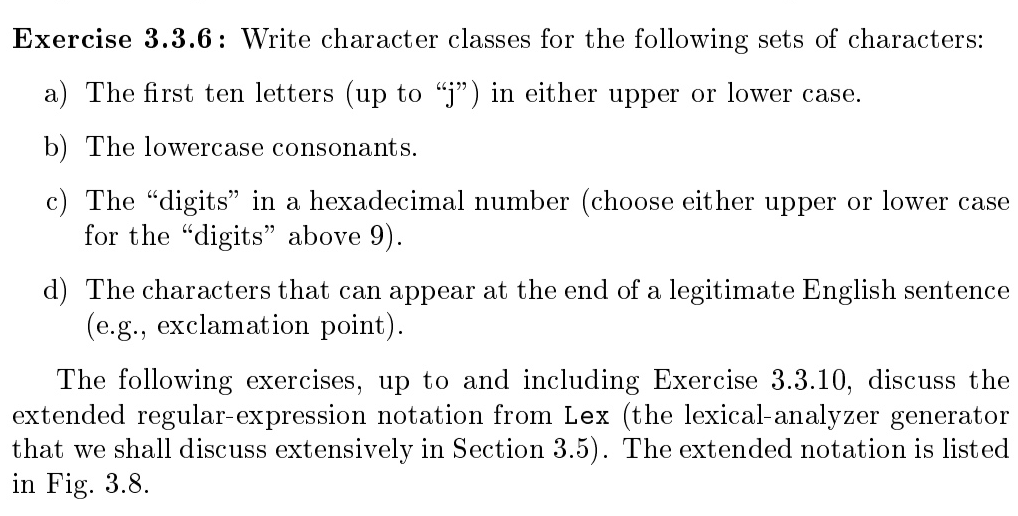 Exercise 3.3.6: Write character classes for the following sets of characters:
a) The first ten letters (up to “j”) in either upper or lower case.
b) The lowercase consonants.
c) The “digits” in a hexadecimal number (choose either upper or lower case
for the “digits” above 9).
d) The characters that can appear at the end of a legitimate English sentence
(e.g., exclamation point).
The following exercises, up to and including Exercise 3.3.10, discuss the
extended regular-expression notation from Lex (the lexical-analyzer generator
that we shall discuss extensively in Section 3.5). The extended notation is listed
in Fig. 3.8.